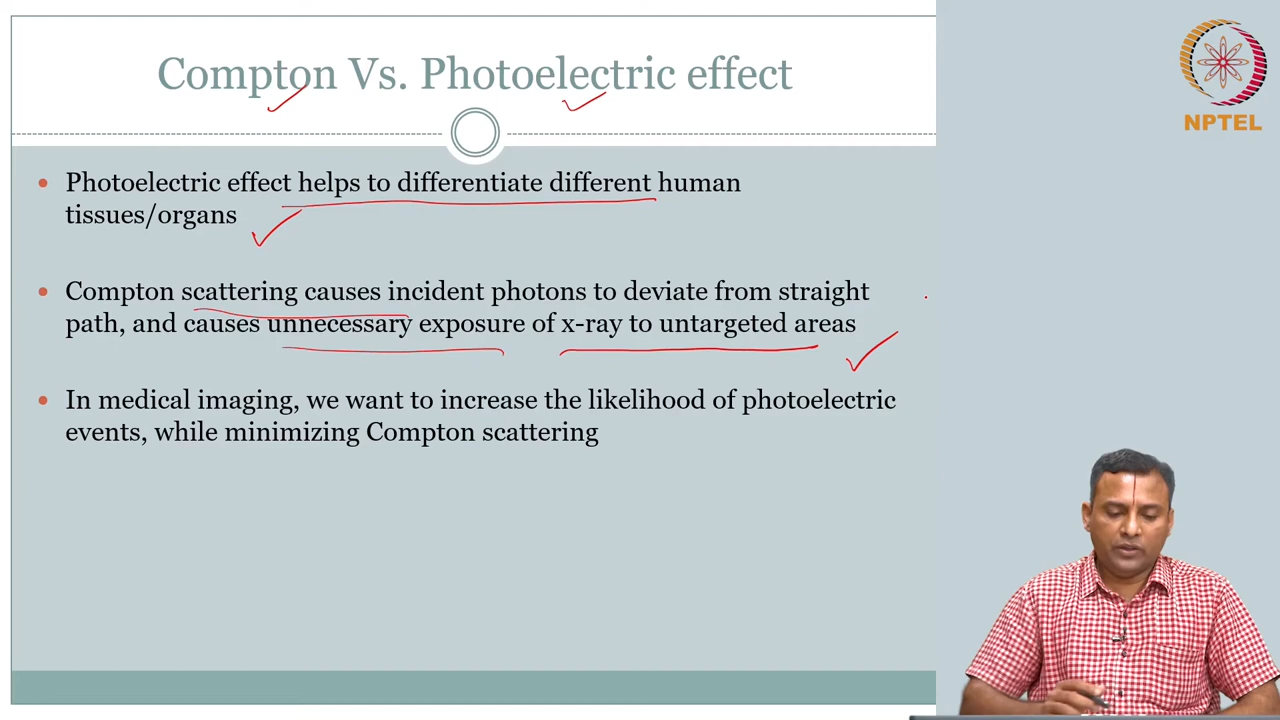 Compton Vs. Photoelectric effect
NPTEL
Photoelectric effect helps to differentiate different human
tissues/organs
Compton scattering causes incident photons to deviate from straight
path, and causes unnecessary exposure of x-ray to untargeted areas
In medical imaging, we want to increase the likelihood of photoelectric
events, while minimizing Compton scattering